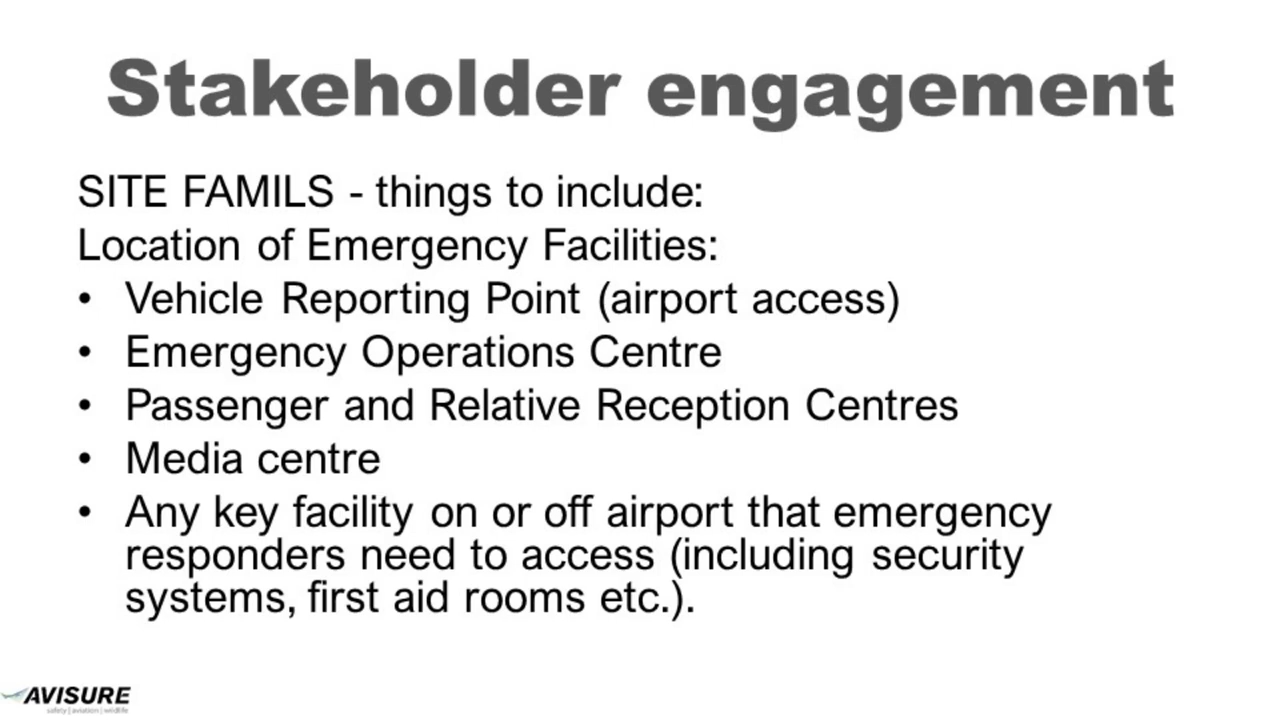 Stakeholder engagement
SITE FAMILS - things to include:
Location of Emergency Facilities:
• Vehicle Reporting Point (airport access)
• Emergency Operations Centre
• Passenger and Relative Reception Centres
• Media centre
• Any key facility on or off airport that emergency
responders need to access (including security
systems, first aid rooms etc.).
AVISURE
safety | aviation | wildlife